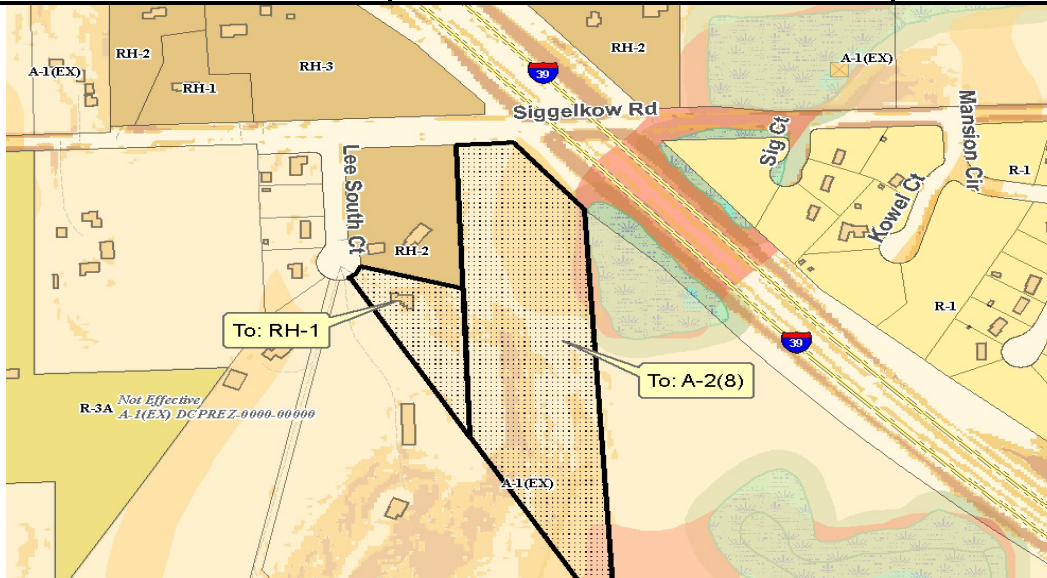 RH-2
RH-3
RH-2
A-1(EX)
A-1(EX)
RH-1
39
Siggelkow Rd
Mansion Cir
Sig Ct
Lee South Ct
R-1
Kowel Ct
RH-2
R-1
To: RH-1
39
To: A-2(8)
Not Effective
R-3A
A-1(EX) DCPREZ-0000-00000
A-1(EX)